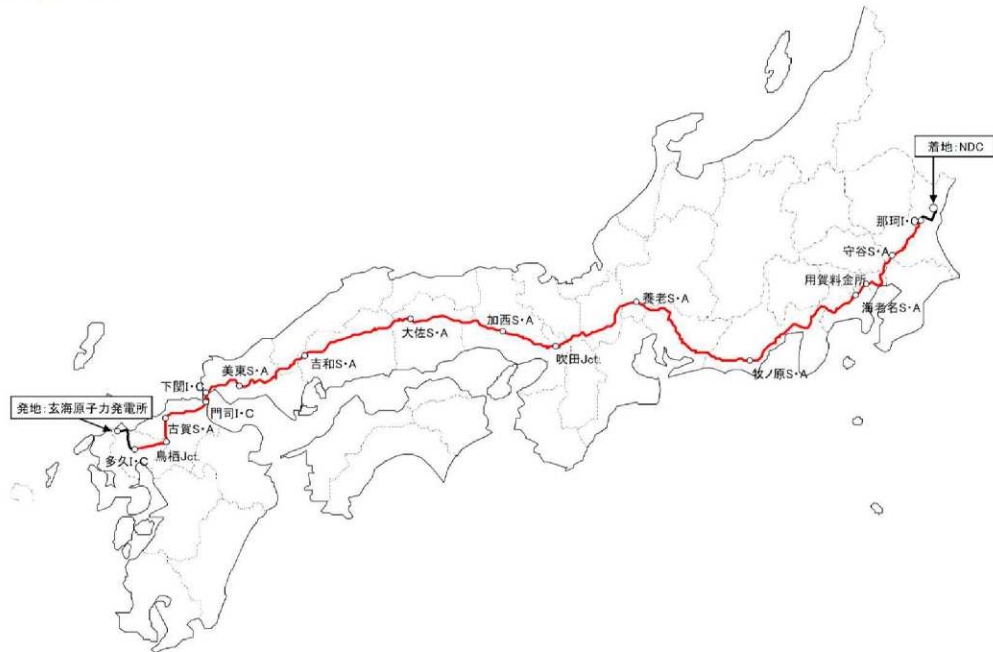 着地:NDC
那珂I・C
守谷S・A
用賀料金所
海老名S・A
養老S・A
加西S・A
大佐S・A
吹田Jct.
牧ノ原S・A
吉和S・A
美東S・A
下関I・C
門司I・C
発地:玄海原子力発電所
古賀S・A
鳥栖Jct.
多久I・C